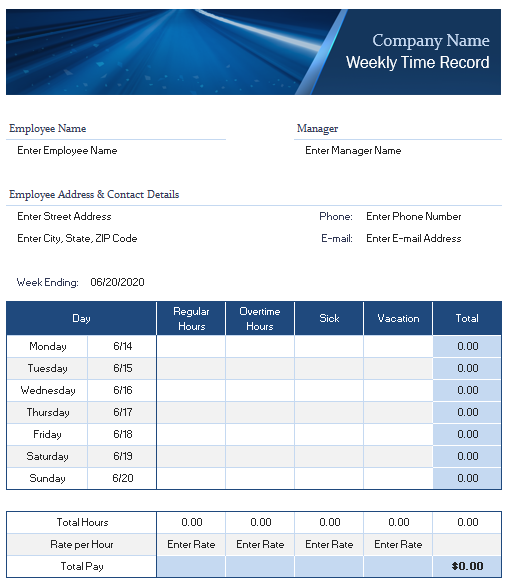 Company Name
Weekly Time Record
Employee Name Manager
Enter Employee Name Enter Manager Name
Employee Address & Contact Details
Enter Street Address Phone: Enter Phone Number
Enter City, State, ZIP Code E-mail: Enter E-mail Address
Week Ending: 06/20/2020
Day Regular Hours Overtime Hours Sick Vacation Total
Monday 6/14 0.00
Tuesday 6/15 0.00
Wednesday 6/16 0.00
Thursday 6/17 0.00
Friday 6/18 0.00
Saturday 6/19 0.00
Sunday 6/20 0.00
Total Hours 0.00 0.00 0.00 0.00 0.00
Rate per Hour Enter Rate Enter Rate Enter Rate Enter Rate
Total Pay $0.00